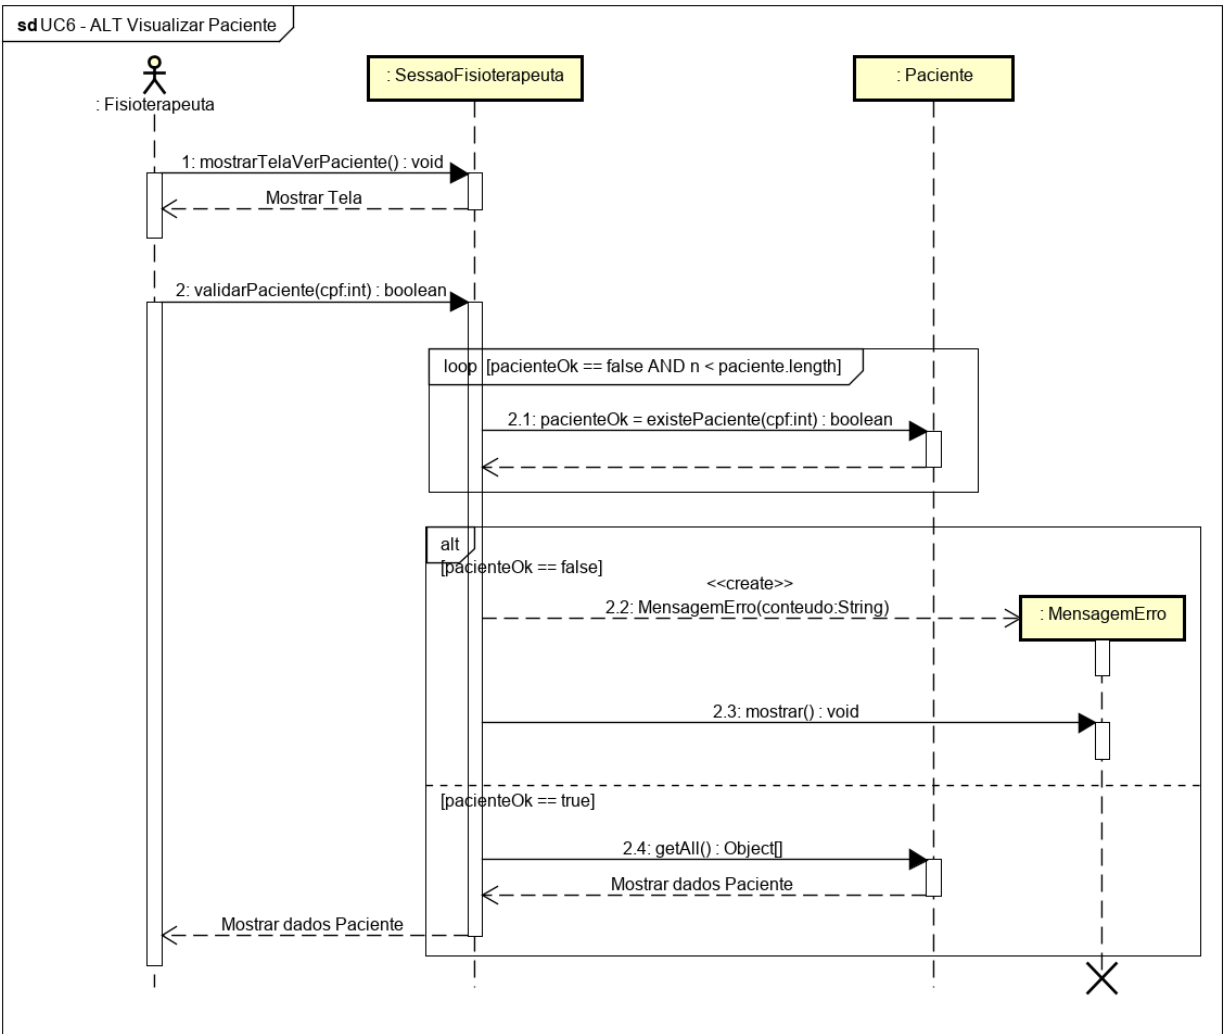 sd UC6 - ALT Visualizar Paciente
: Fisioterapeuta
: SessaoFisioterapeuta
: Paciente
1: mostrarTelaVerPaciente() : void
Mostrar Tela
2: validarPaciente(cpf:int) : boolean
loop [pacienteOk == false AND n < paciente.length]
2.1: pacienteOk = existePaciente(cpf:int) : boolean
alt
[pacienteOk == false]
<<create>>
2.2: MensagemErro(conteudo:String)
: MensagemErro
2.3: mostrar() : void
[pacienteOk == true]
2.4: getAll() : Object[]
Mostrar dados Paciente
Mostrar dados Paciente